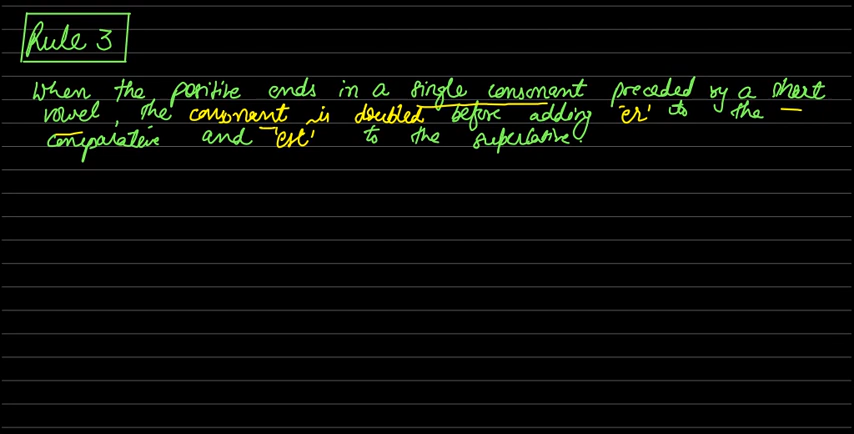 Rule 3
When the positive ends in a single consonant preceded by a short
vowel, the consonant is doubled before adding 'er' to the
comparative and 'est' to the superlative.